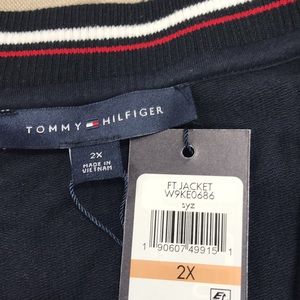 TOMMY HILFIGER
2X
MADE IN
VIETNAM
FT JACKET
W9KE0686
syz
1 90607 49915 1
2X